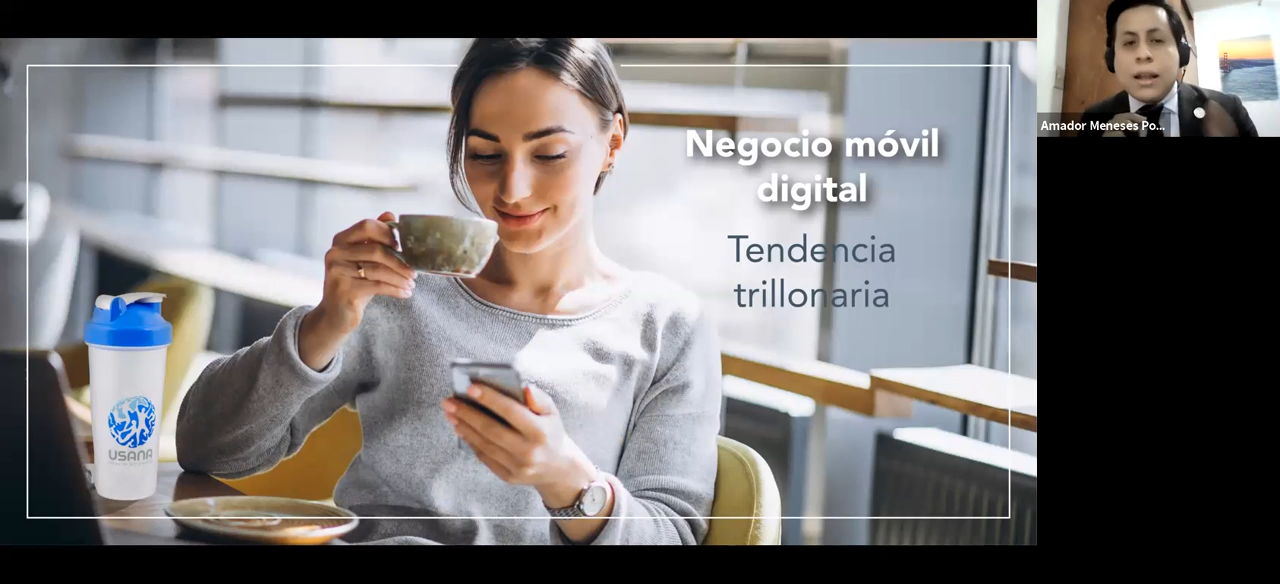 Negocio móvil
digital
Tendencia
trillonaria
USANA
Amador Meneses Po...